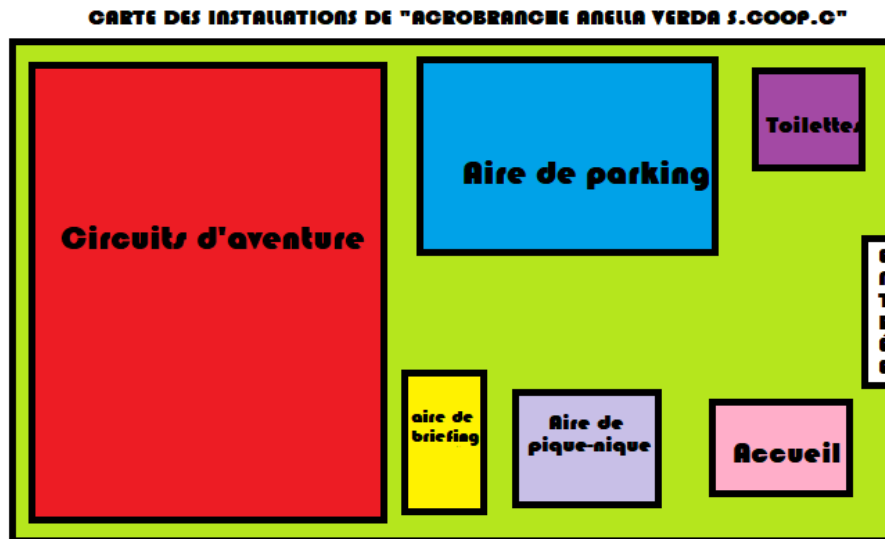 CARTE DES INSTALLATIONS DE "ACROBRANCHE ANELLA VERDA S.COOP.C"
Toilettes
Aire de parking
Circuits d'aventure
aire de
briefing
Aire de
pique-nique
Accueil